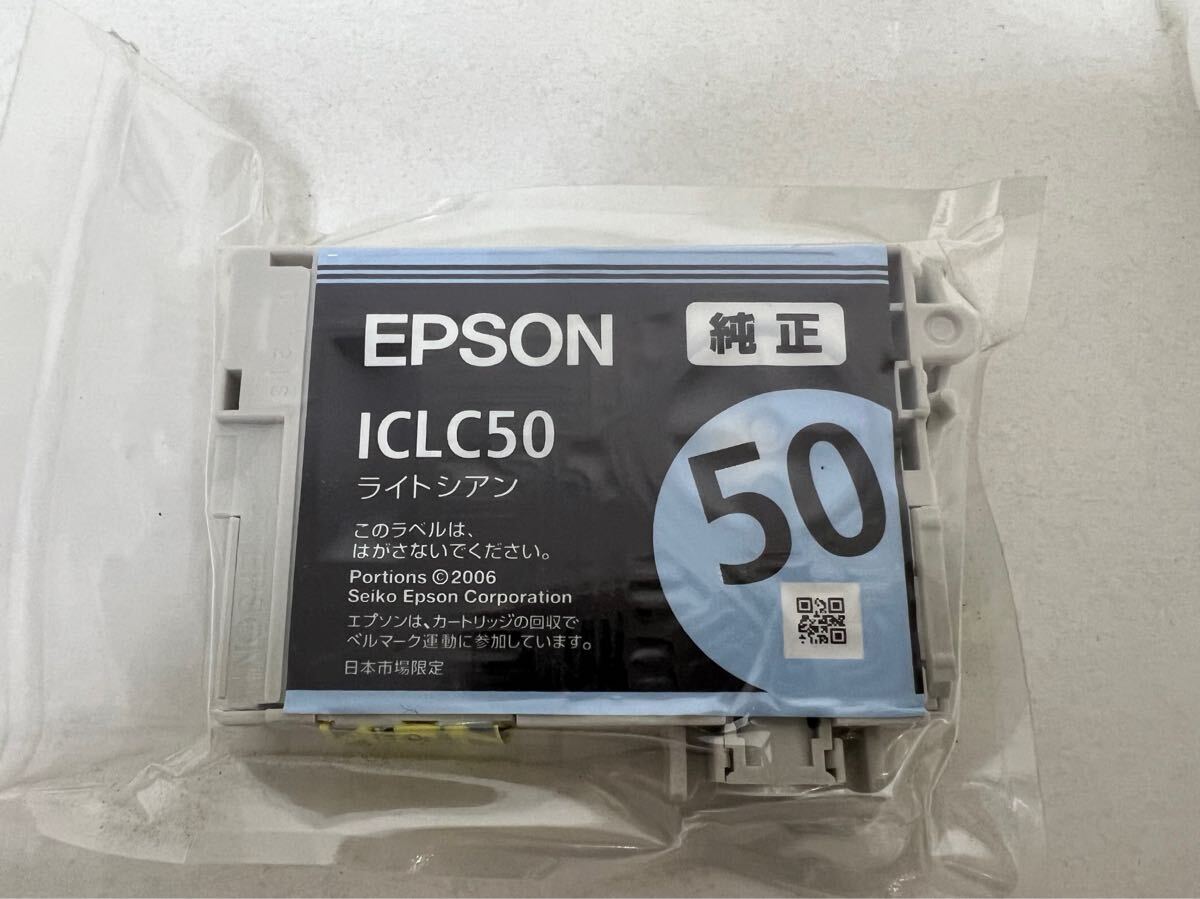 EPSON
純正
ICLC50
ライトシアン
50
このラベルは、
はがさないでください。
Portions ©2006
Seiko Epson Corporation
エプソンは、カートリッジの回収で
ベルマーク運動に参加しています。
日本市場限定